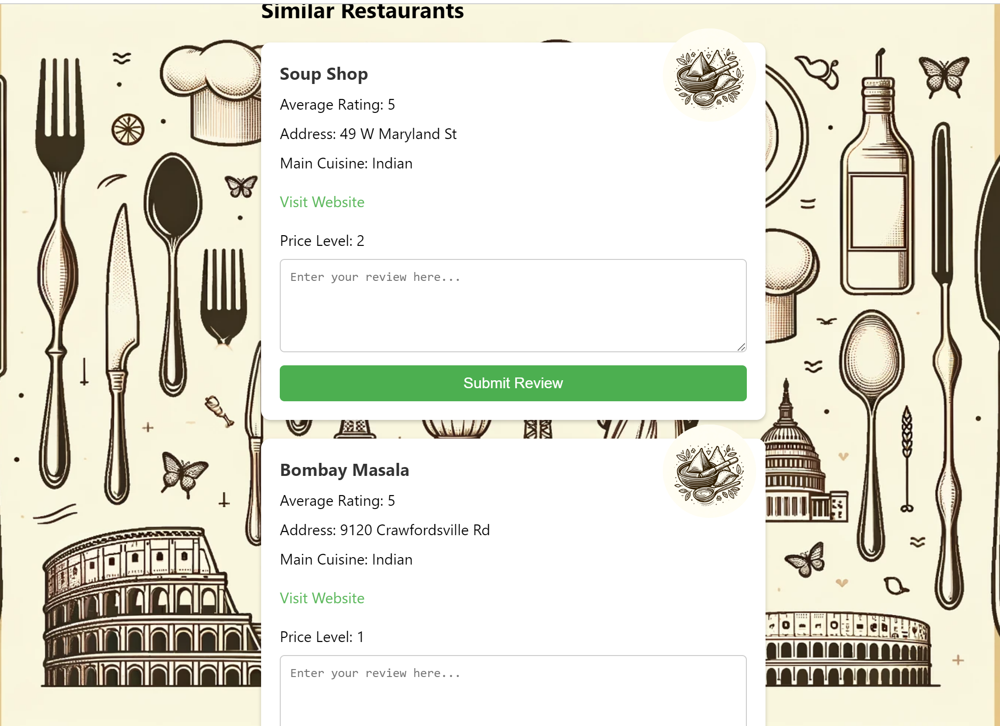 Similar Restaurants
Soup Shop
Average Rating: 5
Address: 49 W Maryland St
Main Cuisine: Indian
Visit Website
Price Level: 2
Enter your review here...
Submit Review
Bombay Masala
Average Rating: 5
Address: 9120 Crawfordsville Rd
Main Cuisine: Indian
Visit Website
Price Level: 1
Enter your review here...